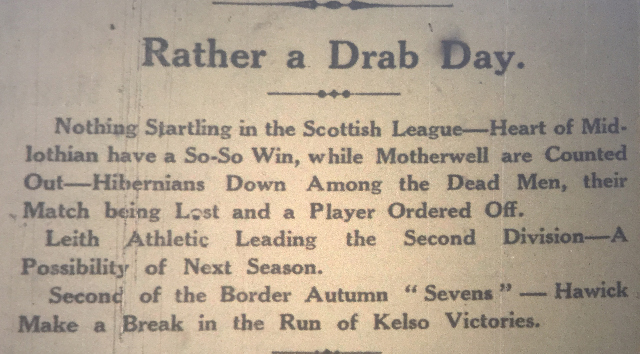 Rather a Drab Day.
Nothing Startling in the Scottish League—Heart of Mid-
lothian have a So-So Win, while Motherwell are Counted
Out—Hibernians Down Among the Dead Men, their
Match being Lost and a Player Ordered Off.
Leith Athletic Leading the Second Division—A
Possibility of Next Season.
Second of the Border Autumn "Sevens" — Hawick
Make a Break in the Run of Kelso Victories.